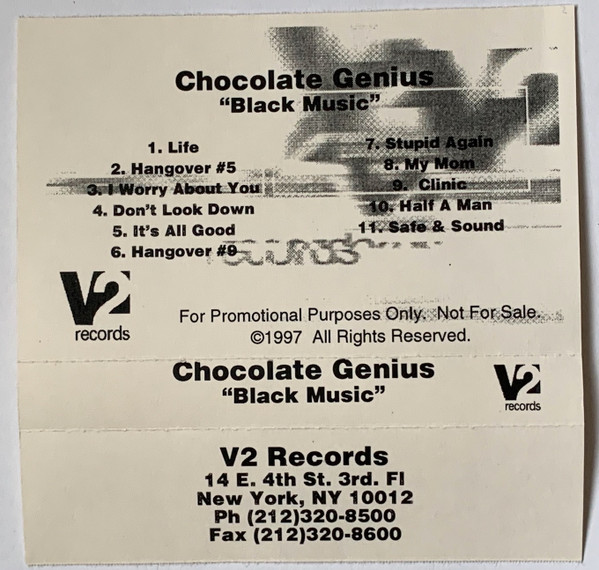 Chocolate Genius
“Black Music”
1. Life
2. Hangover #5
3. I Worry About You
4. Don't Look Down
5. It's All Good
6. Hangover #9
7. Stupid Again
8. My Mom
9. Clinic
10. Half A Man
11. Safe & Sound
V2
records
For Promotional Purposes Only. Not For Sale.
©1997 All Rights Reserved.
Chocolate Genius
“Black Music”
V2
records
V2 Records
14 E. 4th St. 3rd. Fl
New York, NY 10012
Ph (212)320-8500
Fax (212)320-8600